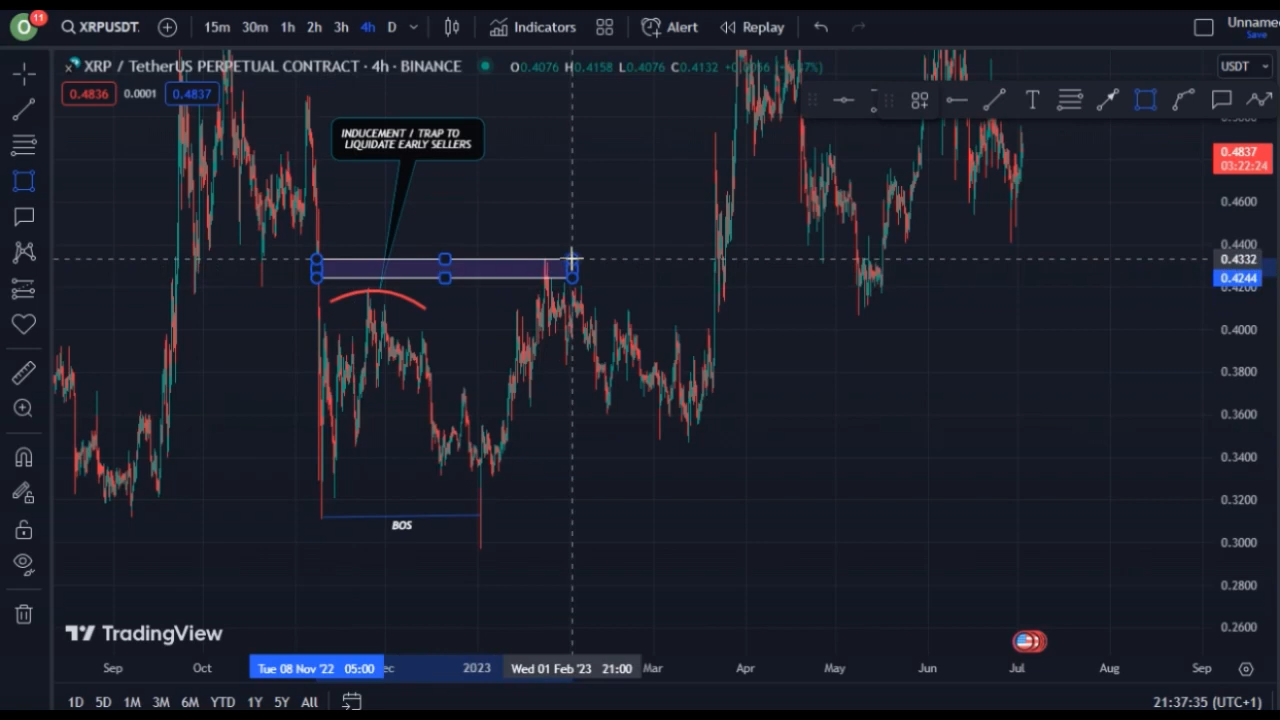 11
XRPUSDT.
15m 30m 1h 2h 3h 4h D
Indicators
Alert
Replay
Unname
Save
XRP / TetherUS PERPETUAL CONTRACT · 4h · BINANCE
O0.4076 H0.4158 L0.4076 C0.4132
USDT
0.4836 0.0001 0.4837
INDUCEMENT / TRAP TO
LIQUIDATE EARLY SELLERS
0.4837
03:22:24
0.4600
0.4400
0.4332
0.4244
0.4000
0.3800
0.3600
0.3400
0.3200
0.3000
0.2800
0.2600
BOS
TradingView
Sep Oct Tue 08 Nov '22 05:00 2023 Wed 01 Feb '23 21:00 Mar Apr May Jun Jul Aug Sep
1D 5D 1M 3M 6M YTD 1Y 5Y All
21:37:35 (UTC+1)